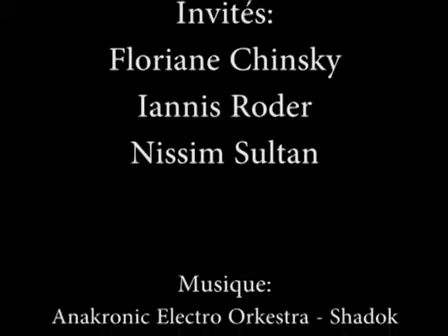 Invités:
Floriane Chinsky
Iannis Roder
Nissim Sultan
Musique:
Anakronic Electro Orkestra - Shadok